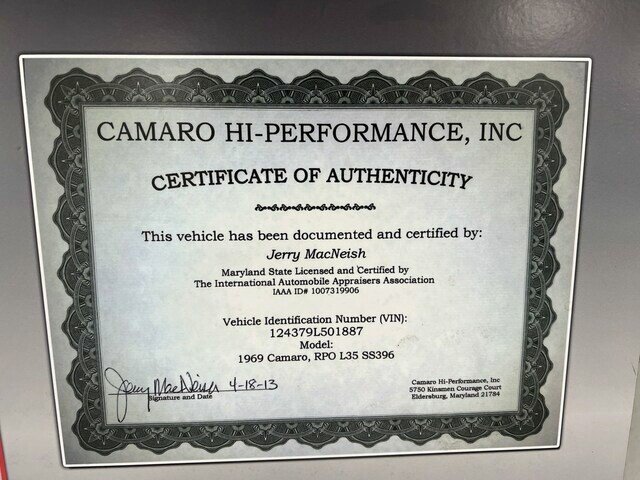 CAMARO HI-PERFORMANCE, INC
CERTIFICATE OF AUTHENTICITY
This vehicle has been documented and certified by:
Jerry MacNeish
Maryland State Licensed and Certified by
The International Automobile Appraisers Association
IAAA ID# 1007319906
Vehicle Identification Number (VIN):
124379L501887
Model:
1969 Camaro, RPO L35 SS396
Jerry MacNeish 4-18-13
Signature and Date
Camaro Hi-Performance, Inc
5750 Kinsmen Courage Court
Eldersburg, Maryland 21784